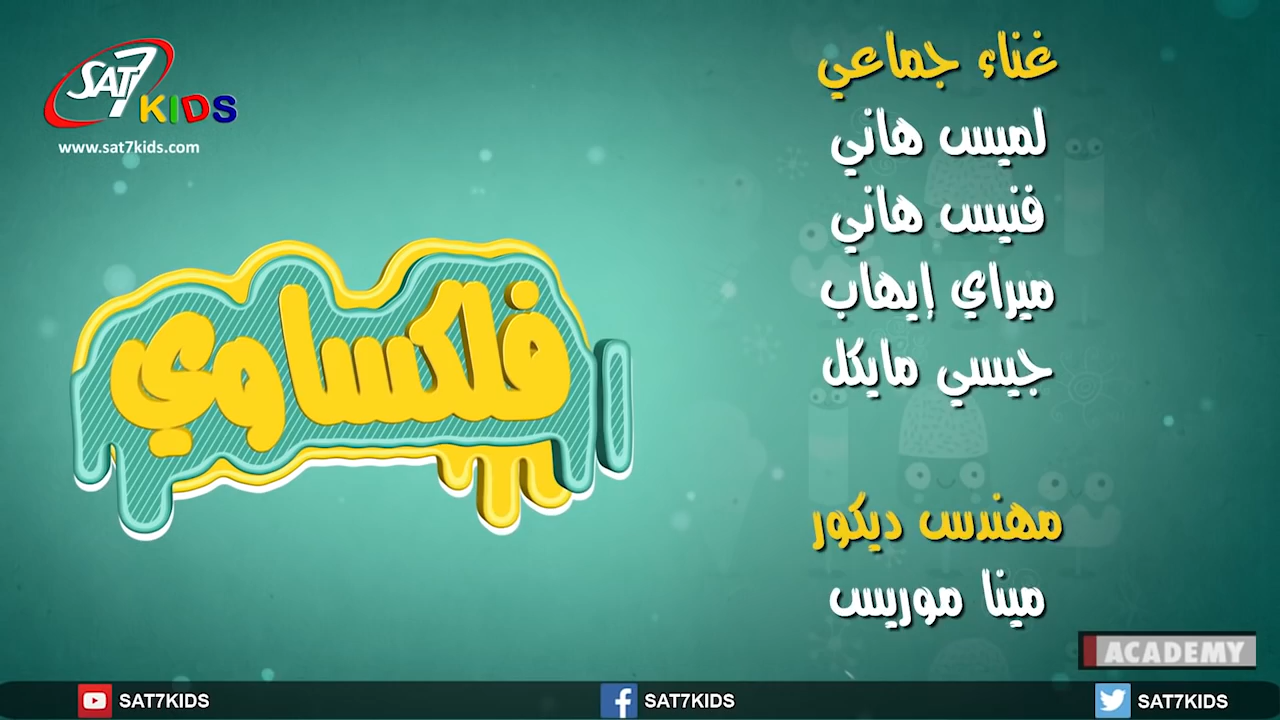 SAT7 KIDS
www.sat7kids.com
غناء جماعي
لميس هاني
فنيس هاني
ميراي إيهاب
جيسي مايكل
فلكساوي
مهندس ديكور
مينا موريس
ACADEMY
SAT7KIDS
SAT7KIDS
SAT7KIDS